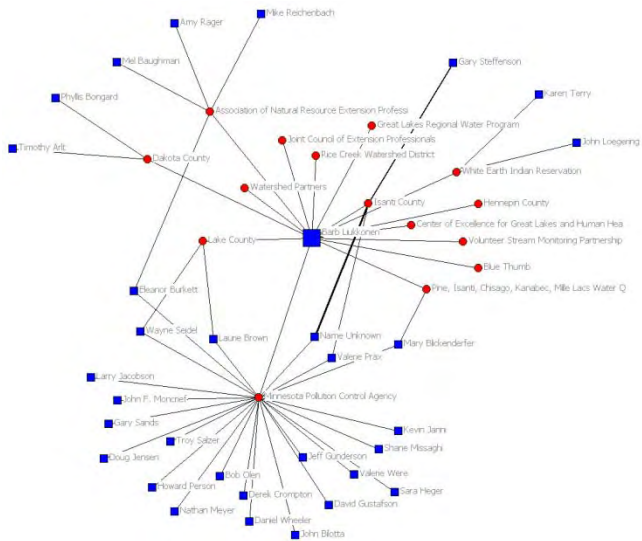 Mike Reichenbach
Amy Rager
Mel Baughman
Gary Steffenson
Karen Terry
Phyllis Bongard
Association of Natural Resource Extension Professi
Great Lakes Regional Water Program
Joint Council of Extension Professionals
John Loegering
Timothy Arlt
Dakota County
Rice Creek Watershed District
White Earth Indian Reservation
Watershed Partners
Isanti County
Hennepin County
Center of Excellence for Great Lakes and Human Hea
Barb Liukkonen
Lake County
Volunteer Stream Monitoring Partnership
Blue Thumb
Eleanor Burkett
Pine, Isanti, Chisago, Kanabec, Mille Lacs Water Q
Wayne Seidel
Laurie Brown
Name Unknown
Mary Blickenderfer
Valerie Prax
Larry Jacobson
Minnesota Pollution Control Agency
John F. Moncrief
Gary Sands
Kevin Janni
Troy Salzer
Shane Missaghi
Doug Jensen
Jeff Gunderson
Bob Olen
Valerie Were
Howard Person
Sara Heger
Derek Crompton
David Gustafson
Nathan Meyer
Daniel Wheeler
John Bilotta